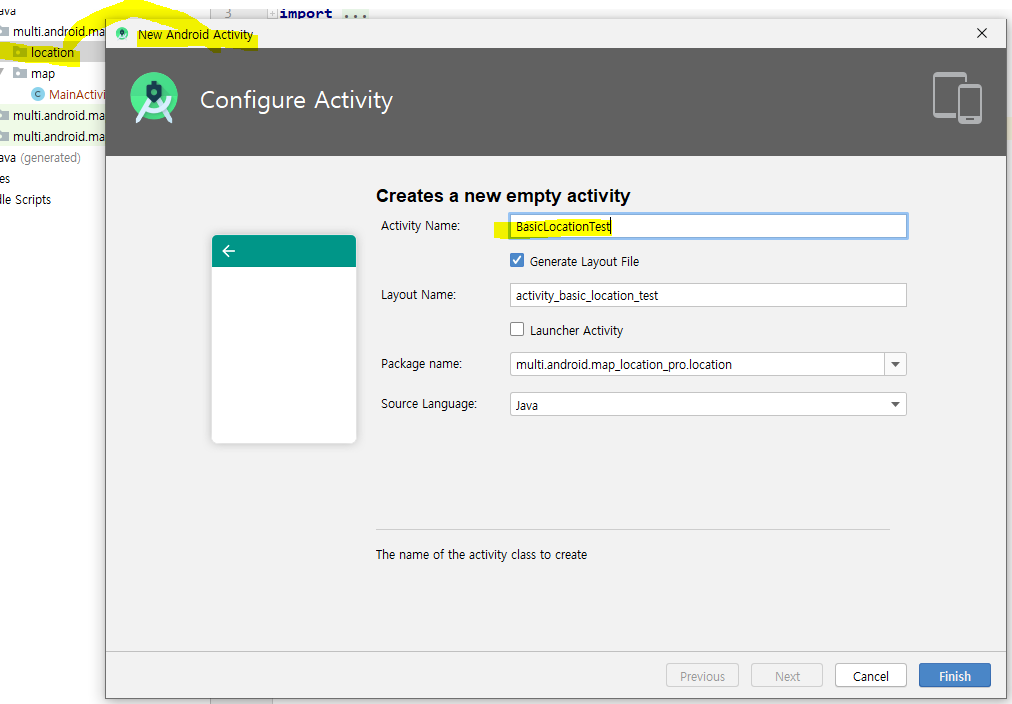 ava
multi.android.ma
location
map
MainActivi
multi.android.ma
multi.android.ma
ava (generated)
es
lle Scripts
3 import ...
New Android Activity
Configure Activity
Creates a new empty activity
Activity Name: BasicLocationTest
Generate Layout File
Layout Name: activity_basic_location_test
Launcher Activity
Package name: multi.android.map_location_pro.location
Source Language: Java
The name of the activity class to create
Previous Next Cancel Finish